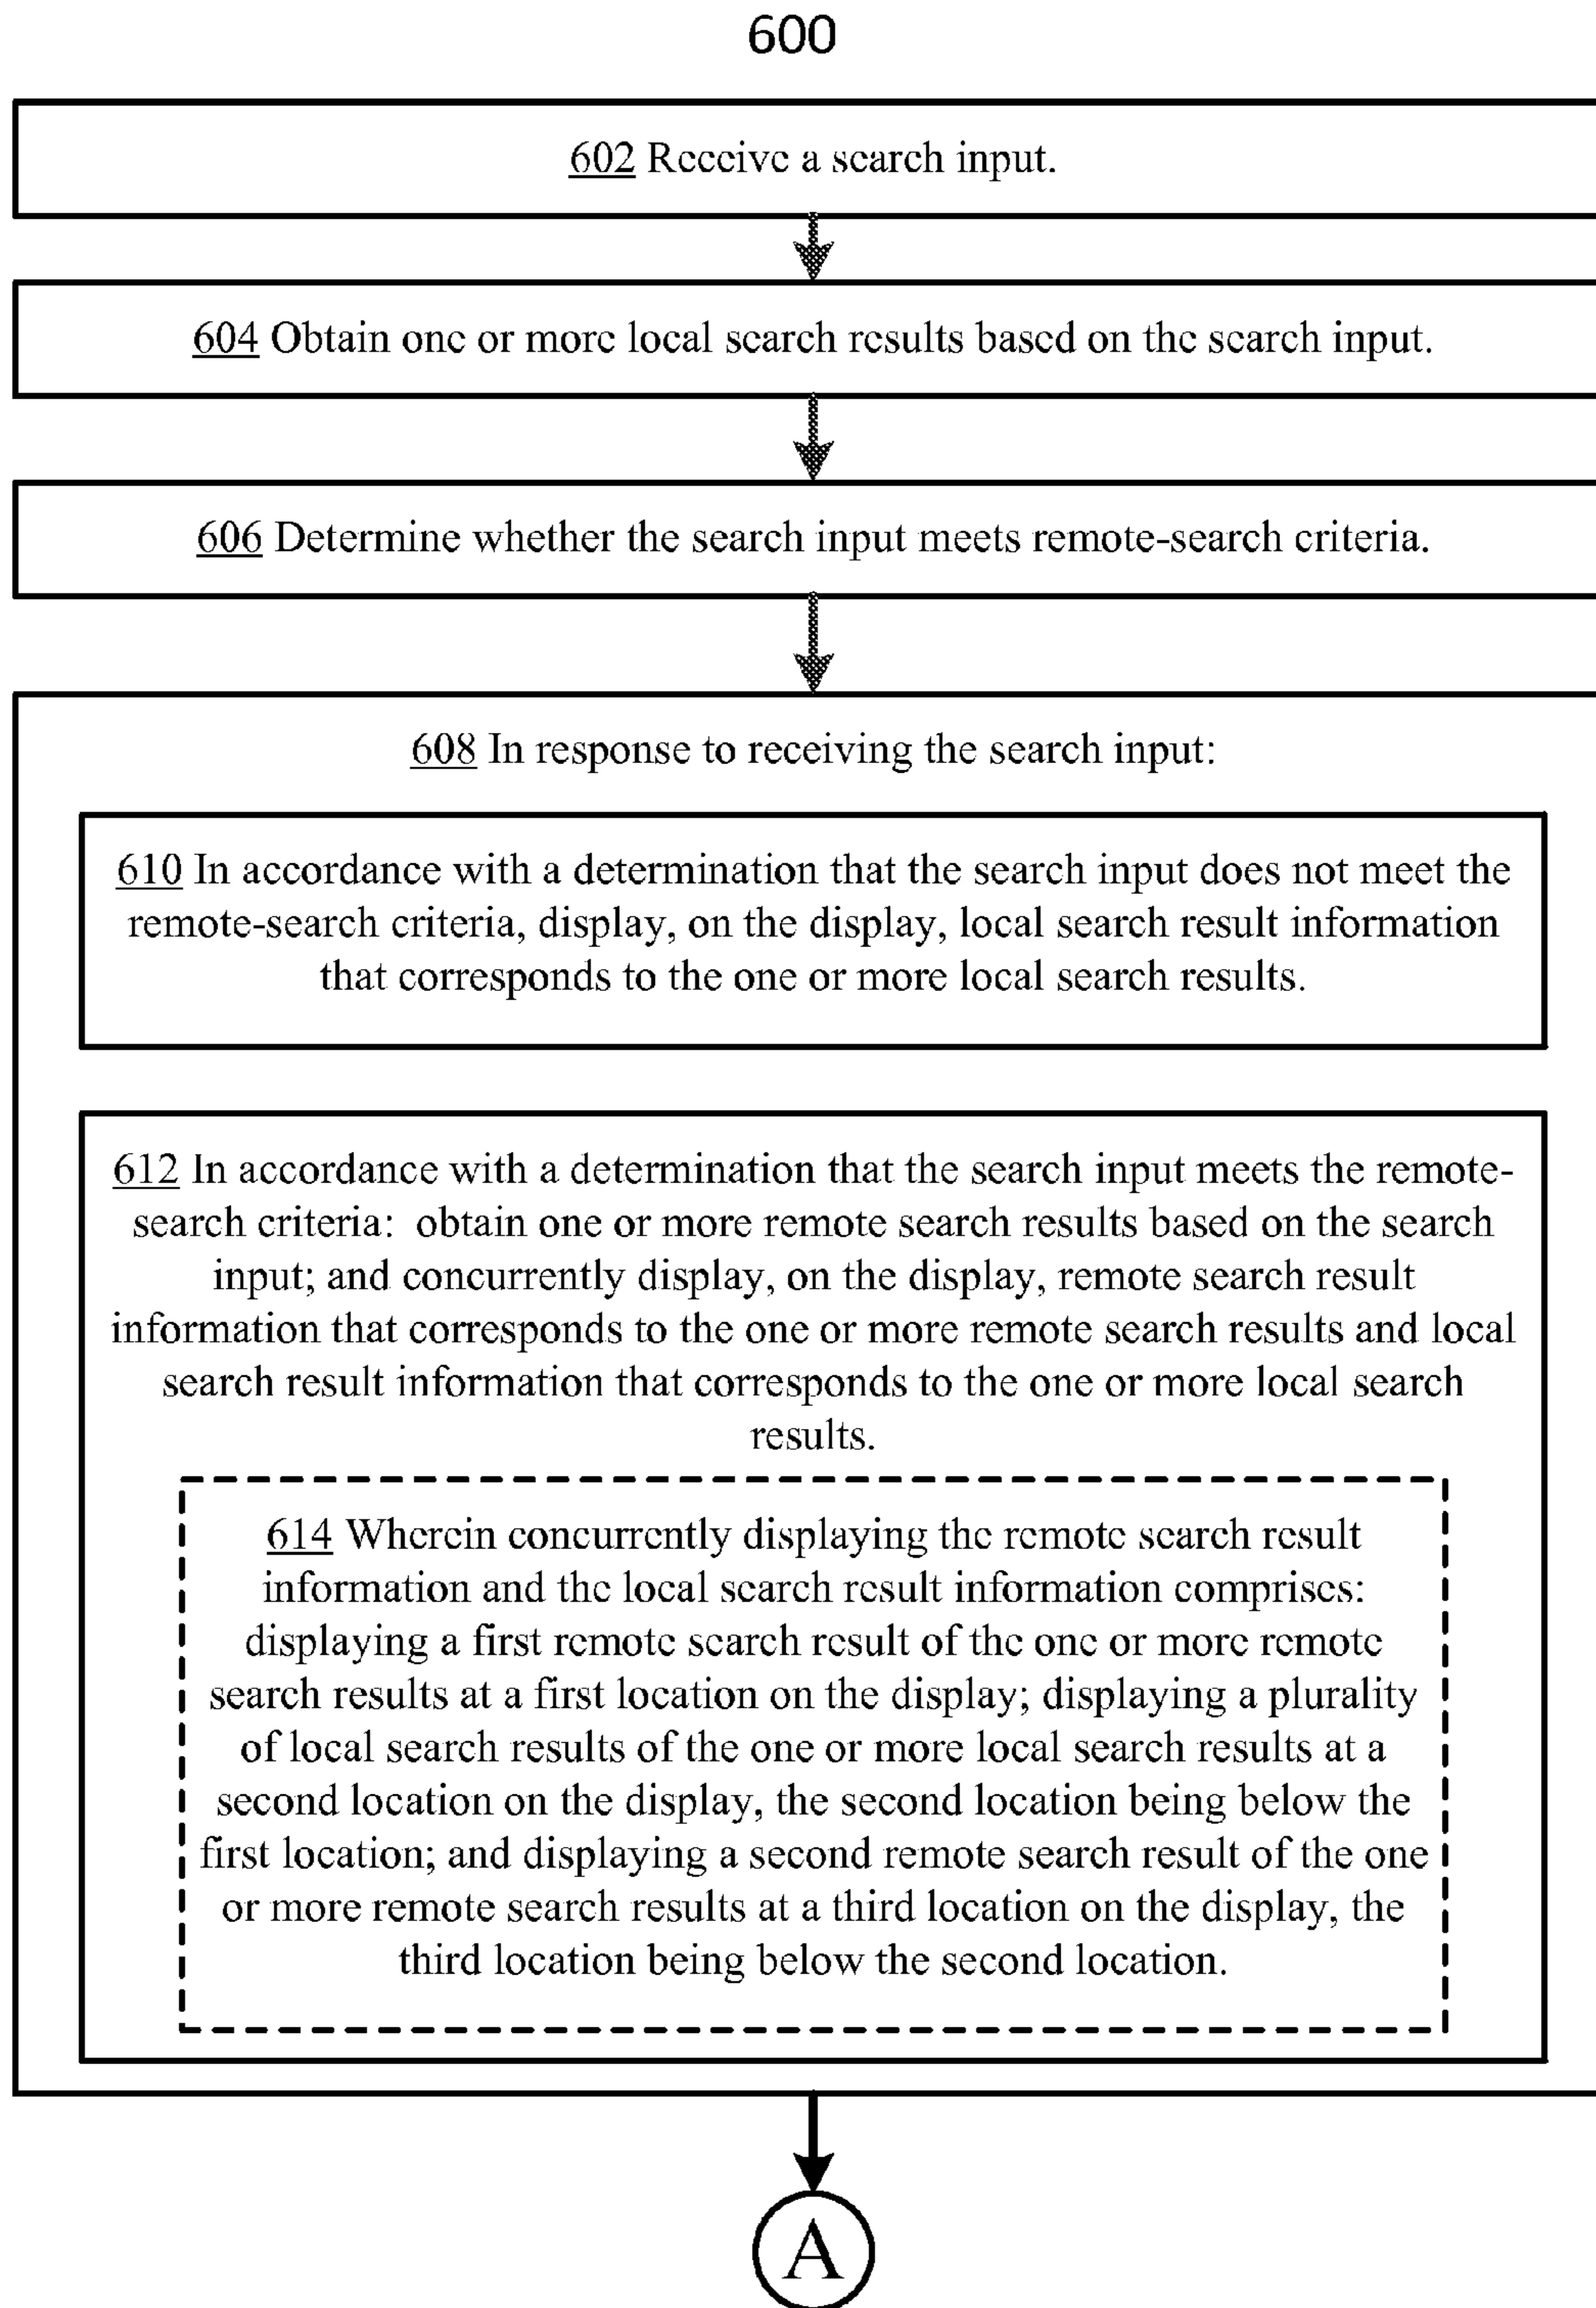 600
602 Receive a search input.
604 Obtain one or more local search results based on the search input.
606 Determine whether the search input meets remote-search criteria.
608 In response to receiving the search input:
610 In accordance with a determination that the search input does not meet the
remote-search criteria, display, on the display, local search result information
that corresponds to the one or more local search results.
612 In accordance with a determination that the search input meets the remote-
search criteria: obtain one or more remote search results based on the search
input; and concurrently display, on the display, remote search result
information that corresponds to the one or more remote search results and local
search result information that corresponds to the one or more local search
results.
614 Wherein concurrently displaying the remote search result
information and the local search result information comprises:
displaying a first remote search result of the one or more remote
search results at a first location on the display; displaying a plurality
of local search results of the one or more local search results at a
second location on the display, the second location being below the
first location; and displaying a second remote search result of the one
or more remote search results at a third location on the display, the
third location being below the second location.
A